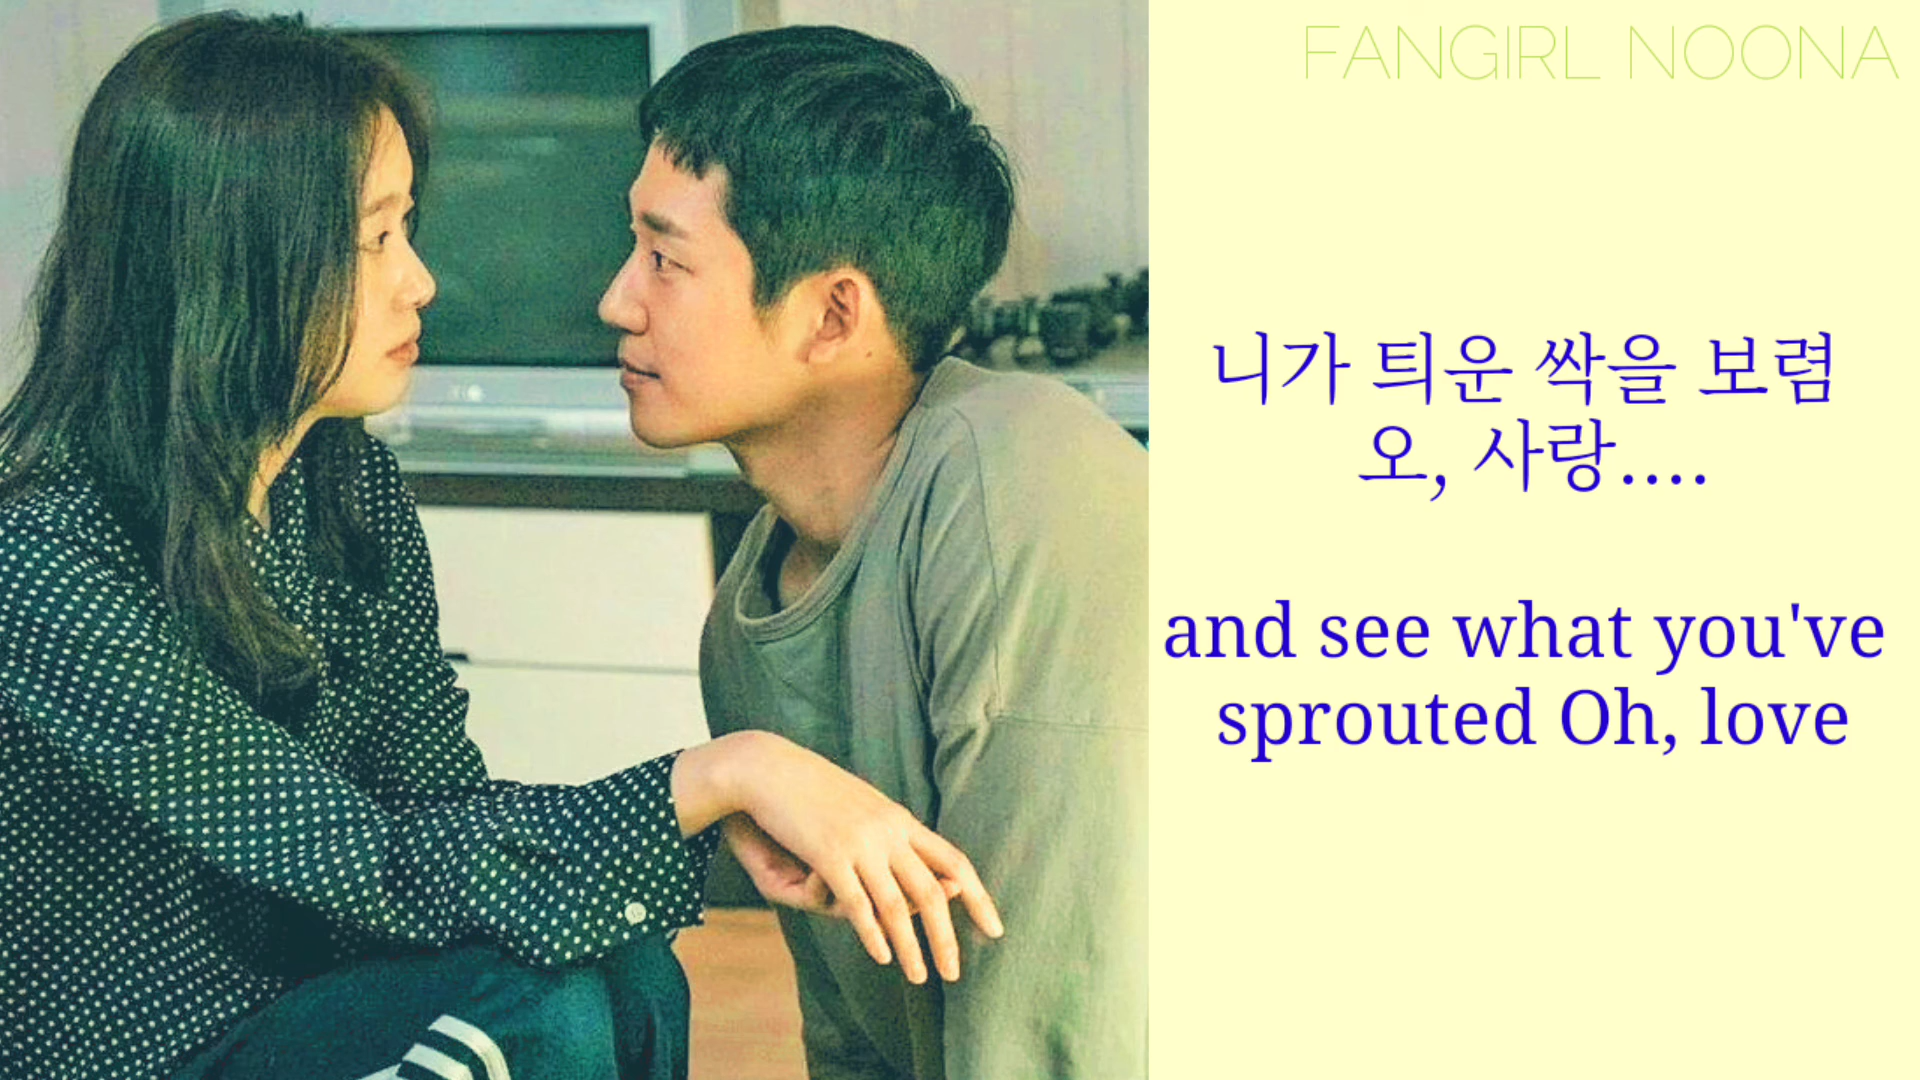 FANGIRL NOONA
니가 틔운 싹을 보렴
오, 사랑....
and see what you've
sprouted Oh, love